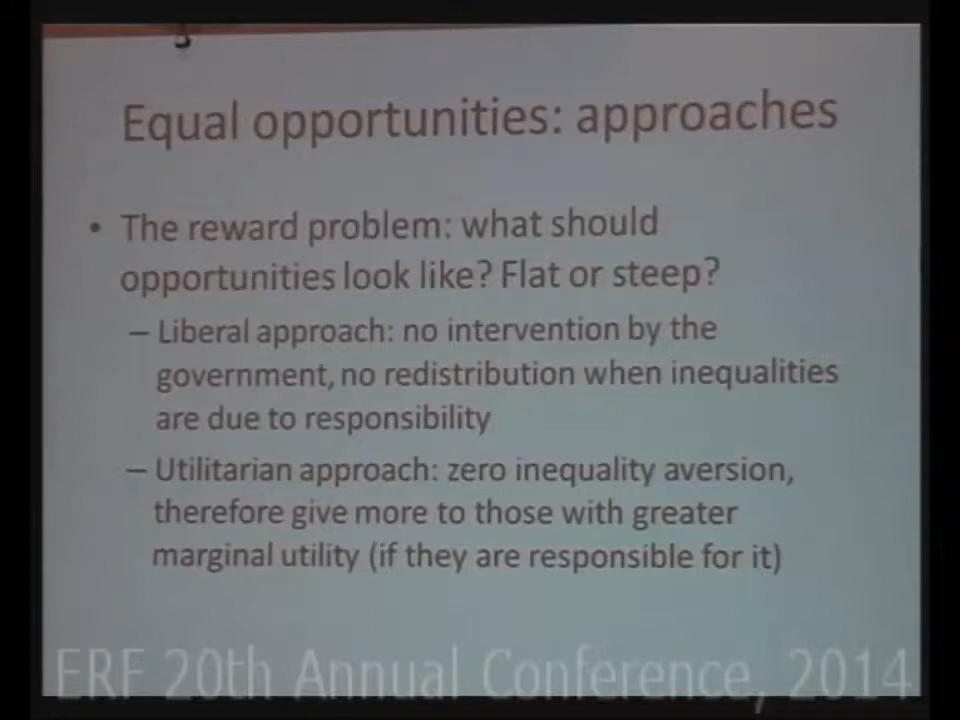 Equal opportunities: approaches
• The reward problem: what should
opportunities look like? Flat or steep?
– Liberal approach: no intervention by the
government, no redistribution when inequalities
are due to responsibility
– Utilitarian approach: zero inequality aversion,
therefore give more to those with greater
marginal utility (if they are responsible for it)
ERF 20th Annual Conference, 2014